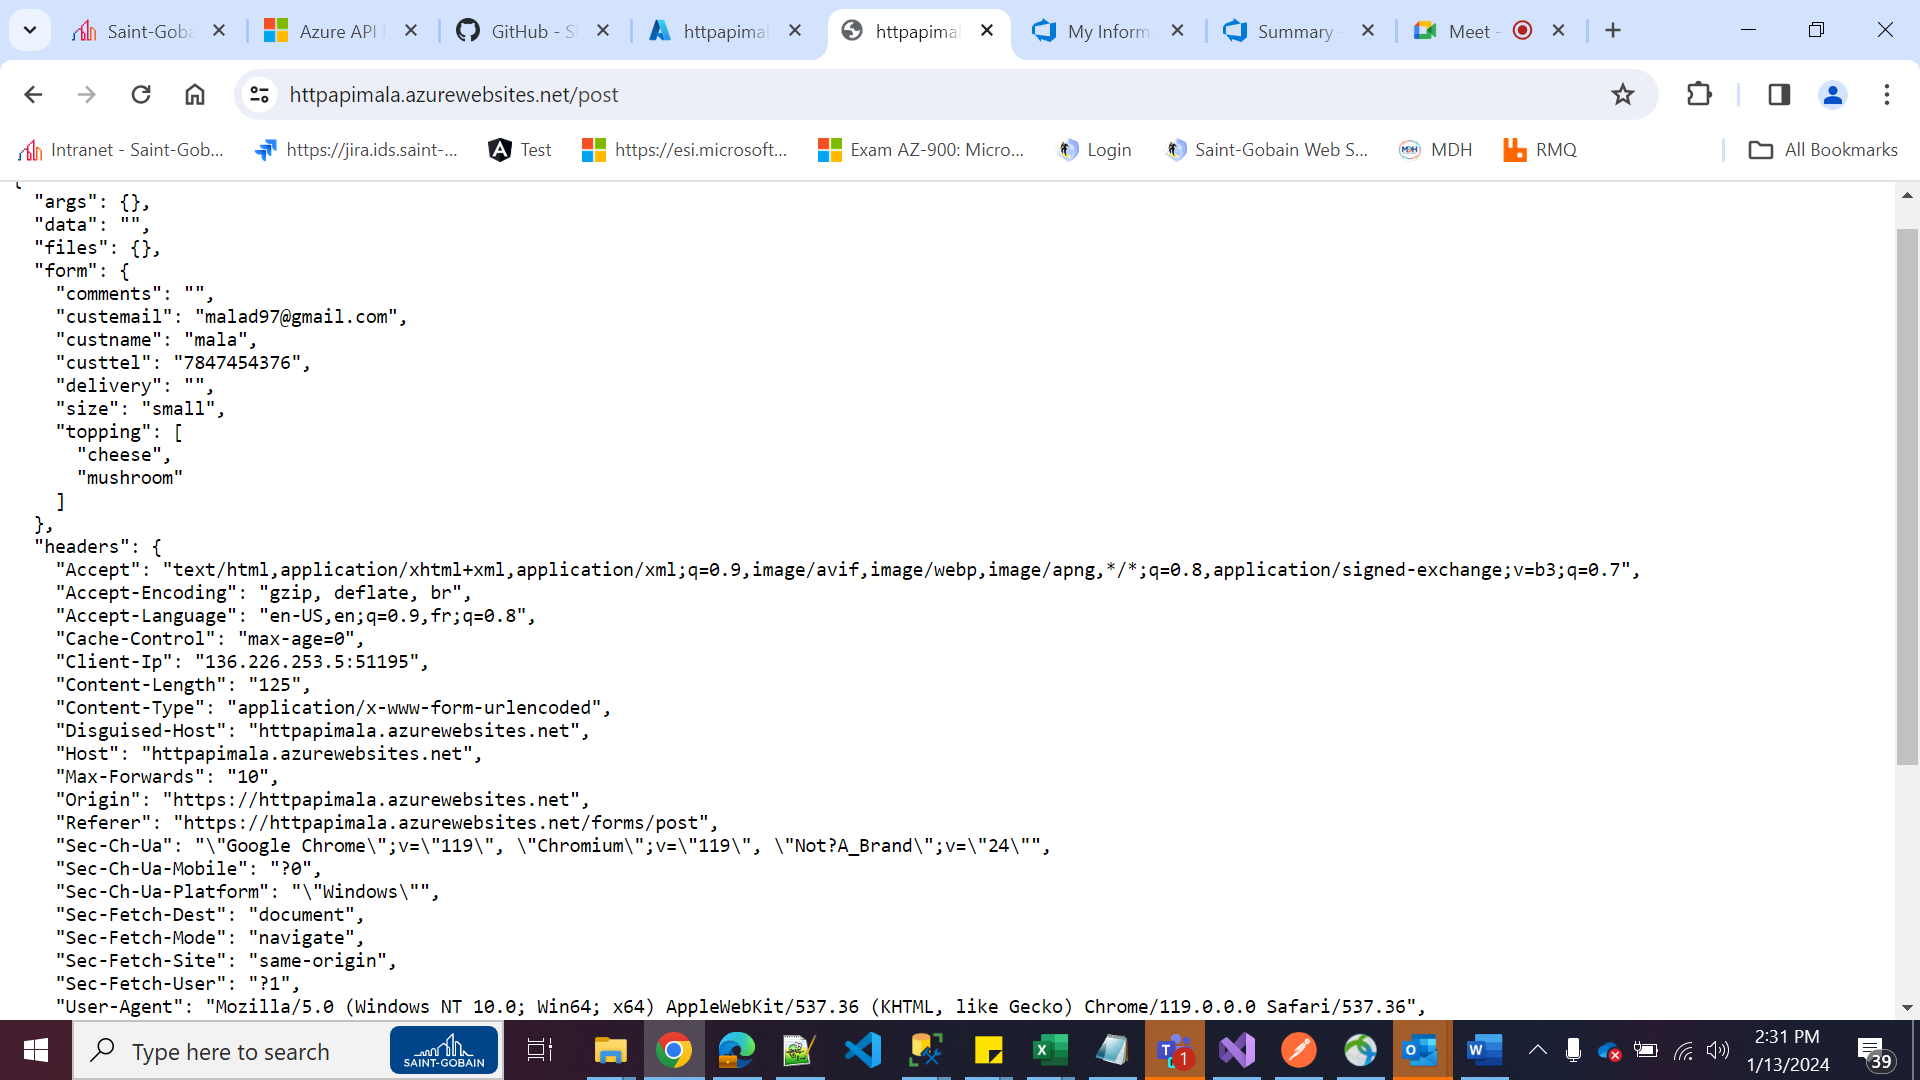 Saint-Goba
Azure API
GitHub - S
httpapimal
httpapimal
My Inform
Summary
Meet -
httpapimala.azurewebsites.net/post
Intranet - Saint-Gob...
https://jira.ids.saint-...
Test
https://esi.microsoft...
Exam AZ-900: Micro...
Login
Saint-Gobain Web S...
MDH
RMQ
All Bookmarks
{
"args": {},
"data": "",
"files": {},
"form": {
"comments": "",
"custemail": "malad97@gmail.com",
"custname": "mala",
"custtel": "7847454376",
"delivery": "",
"size": "small",
"topping": [
"cheese",
"mushroom"
]
},
"headers": {
"Accept": "text/html,application/xhtml+xml,application/xml;q=0.9,image/avif,image/webp,image/apng,*/*;q=0.8,application/signed-exchange;v=b3;q=0.7",
"Accept-Encoding": "gzip, deflate, br",
"Accept-Language": "en-US,en;q=0.9,fr;q=0.8",
"Cache-Control": "max-age=0",
"Client-Ip": "136.226.253.5:51195",
"Content-Length": "125",
"Content-Type": "application/x-www-form-urlencoded",
"Disguised-Host": "httpapimala.azurewebsites.net",
"Host": "httpapimala.azurewebsites.net",
"Max-Forwards": "10",
"Origin": "https://httpapimala.azurewebsites.net",
"Referer": "https://httpapimala.azurewebsites.net/forms/post",
"Sec-Ch-Ua": "\"Google Chrome\";v=\"119\", \"Chromium\";v=\"119\", \"Not?A_Brand\";v=\"24\"",
"Sec-Ch-Ua-Mobile": "?0",
"Sec-Ch-Ua-Platform": "\"Windows\"",
"Sec-Fetch-Dest": "document",
"Sec-Fetch-Mode": "navigate",
"Sec-Fetch-Site": "same-origin",
"Sec-Fetch-User": "?1",
"User-Agent": "Mozilla/5.0 (Windows NT 10.0; Win64; x64) AppleWebKit/537.36 (KHTML, like Gecko) Chrome/119.0.0.0 Safari/537.36",
Type here to search
SAINT-GOBAIN
1
2:31 PM
1/13/2024
39